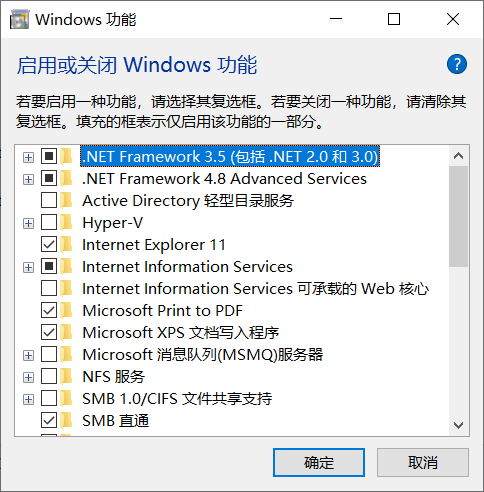 Windows 功能
启用或关闭 Windows 功能
?
若要启用一种功能，请选择其复选框。若要关闭一种功能，请清除其
复选框。填充的框表示仅启用该功能的一部分。
.NET Framework 3.5 (包括 .NET 2.0 和 3.0)
.NET Framework 4.8 Advanced Services
Active Directory 轻型目录服务
Hyper-V
Internet Explorer 11
Internet Information Services
Internet Information Services 可承载的 Web 核心
Microsoft Print to PDF
Microsoft XPS 文档写入程序
Microsoft 消息队列(MSMQ)服务器
NFS 服务
SMB 1.0/CIFS 文件共享支持
SMB 直通
确定
取消